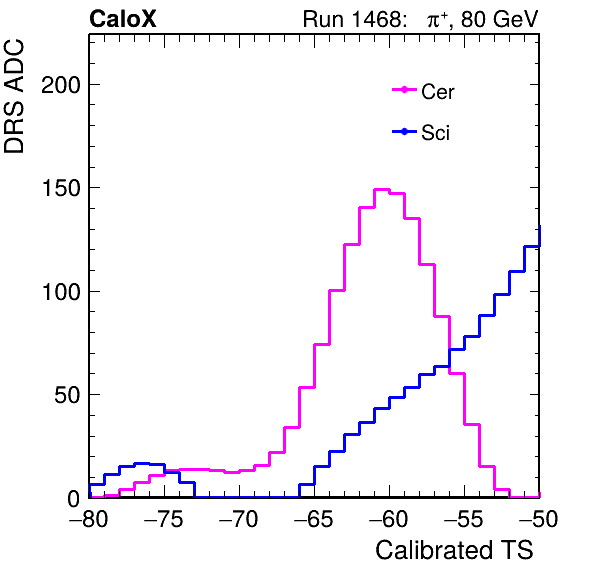 CaloX Run 1468: π⁺, 80 GeV
DRS ADC
200
150
100
50
0
Cer
Sci
−80 −75 −70 −65 −60 −55 −50
Calibrated TS